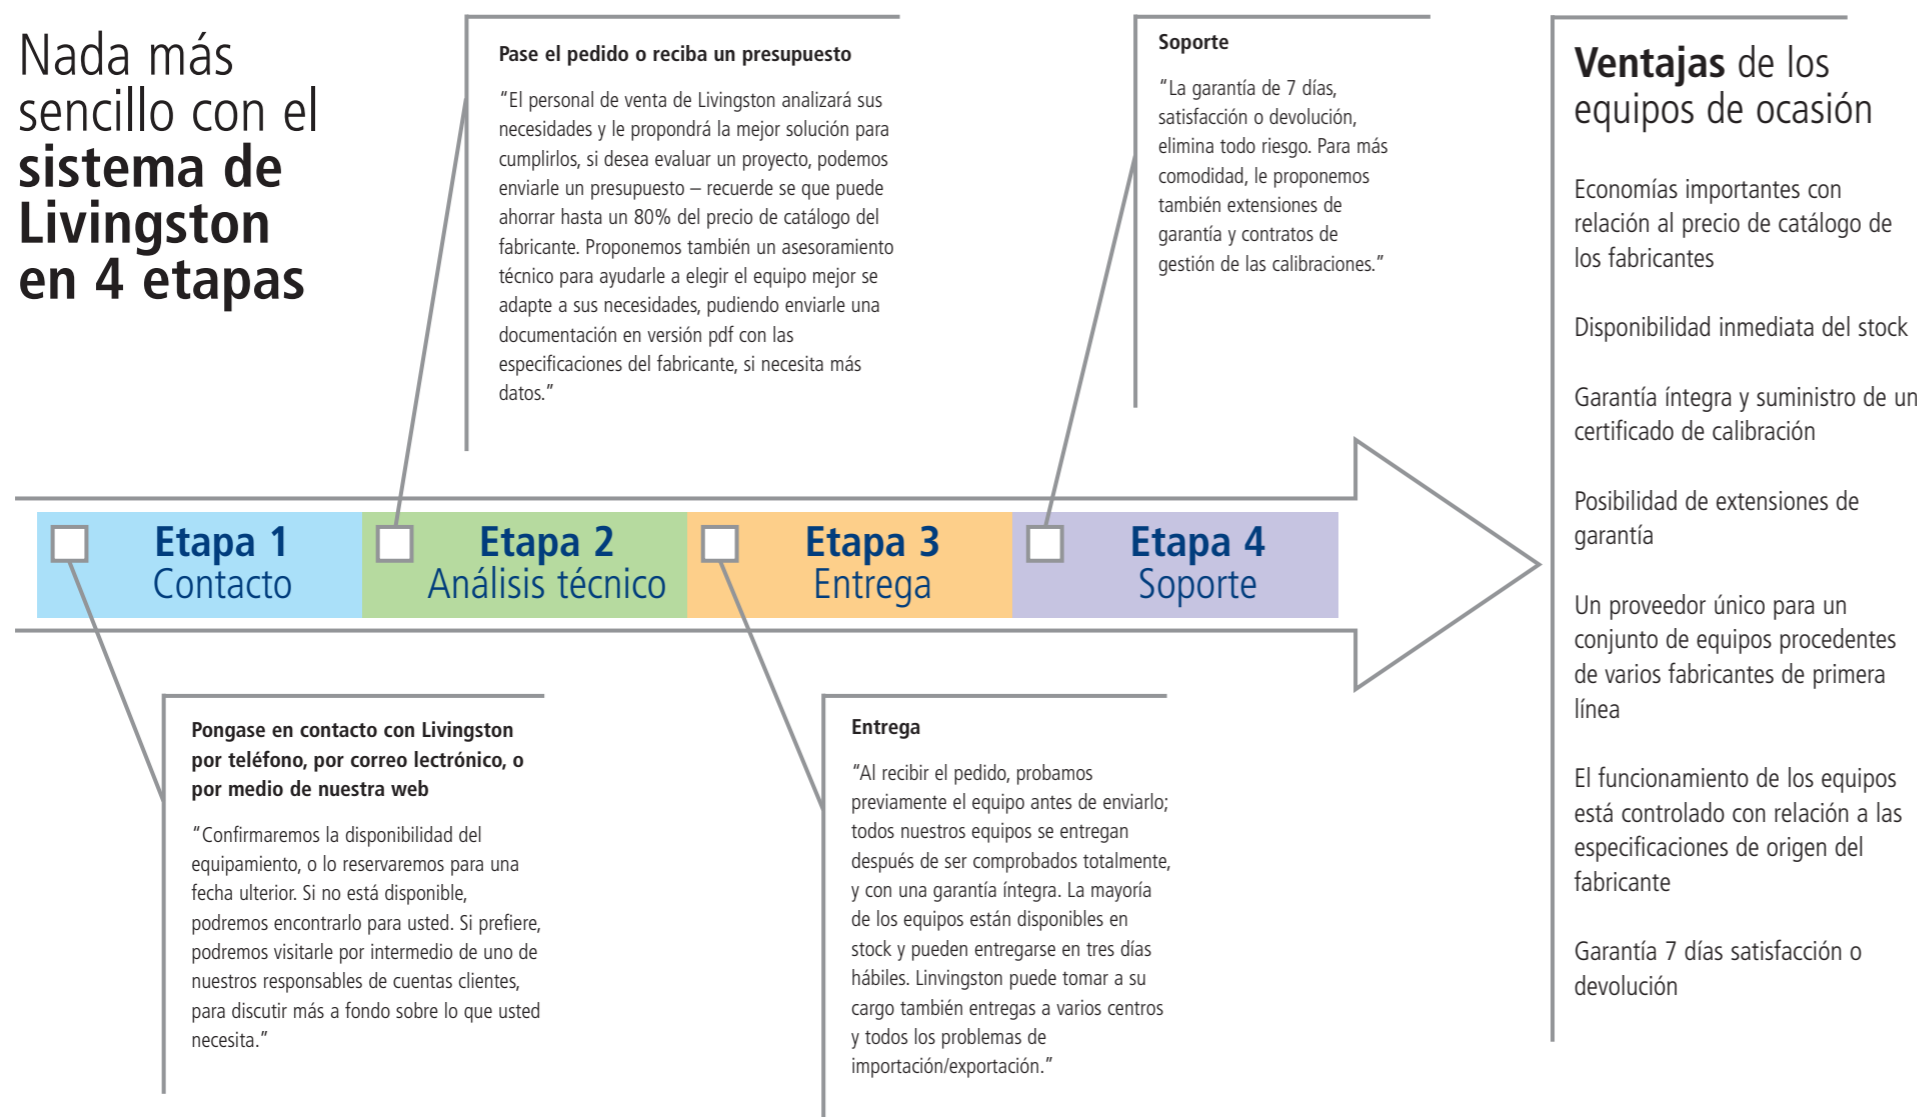 Nada más
sencillo con el
sistema de
Livingston
en 4 etapas
Pase el pedido o reciba un presupuesto
“El personal de venta de Livingston analizará sus
necesidades y le propondrá la mejor solución para
cumplirlos, si desea evaluar un proyecto, podemos
enviarle un presupuesto – recuerde se que puede
ahorrar hasta un 80% del precio de catálogo del
fabricante. Proponemos también un asesoramiento
técnico para ayudarle a elegir el equipo mejor se
adapte a sus necesidades, pudiendo enviarle una
documentación en versión pdf con las
especificaciones del fabricante, si necesita más
datos.”
Soporte
“La garantía de 7 días,
satisfacción o devolución,
elimina todo riesgo. Para más
comodidad, le proponemos
también extensiones de
garantía y contratos de
gestión de las calibraciones.”
Etapa 1
Contacto
Etapa 2
Análisis técnico
Etapa 3
Entrega
Etapa 4
Soporte
Pongase en contacto con Livingston
por teléfono, por correo lectrónico, o
por medio de nuestra web
“Confirmaremos la disponibilidad del
equipamiento, o lo reservaremos para una
fecha ulterior. Si no está disponible,
podremos encontrarlo para usted. Si prefiere,
podremos visitarle por intermedio de uno de
nuestros responsables de cuentas clientes,
para discutir más a fondo sobre lo que usted
necesita.”
Entrega
“Al recibir el pedido, probamos
previamente el equipo antes de enviarlo;
todos nuestros equipos se entregan
después de ser comprobados totalmente,
y con una garantía íntegra. La mayoría
de los equipos están disponibles en
stock y pueden entregarse en tres días
hábiles. Linvingston puede tomar a su
cargo también entregas a varios centros
y todos los problemas de
importación/exportación.”
Ventajas de los
equipos de ocasión
Economías importantes con
relación al precio de catálogo de
los fabricantes
Disponibilidad inmediata del stock
Garantía íntegra y suministro de un
certificado de calibración
Posibilidad de extensiones de
garantía
Un proveedor único para un
conjunto de equipos procedentes
de varios fabricantes de primera
línea
El funcionamiento de los equipos
está controlado con relación a las
especificaciones de origen del
fabricante
Garantía 7 días satisfacción o
devolución